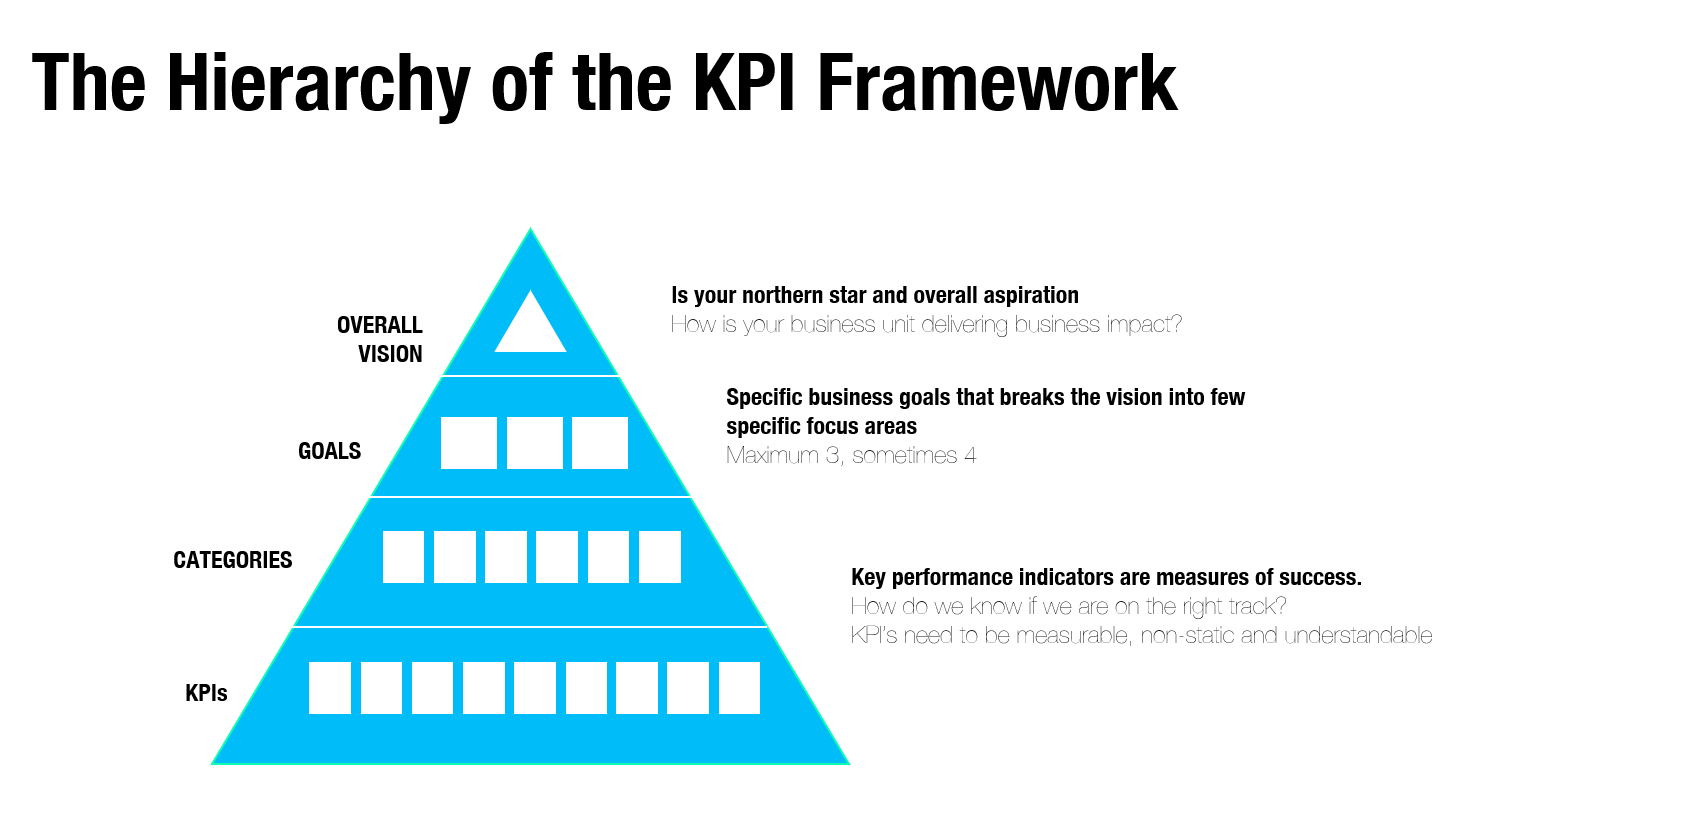 The Hierarchy of the KPI Framework
OVERALL
VISION
Is your northern star and overall aspiration
How is your business unit delivering business impact?
GOALS
Specific business goals that breaks the vision into few
specific focus areas
Maximum 3, sometimes 4
CATEGORIES
Key performance indicators are measures of success.
How do we know if we are on the right track?
KPI's need to be measurable, non-static and understandable
KPIs